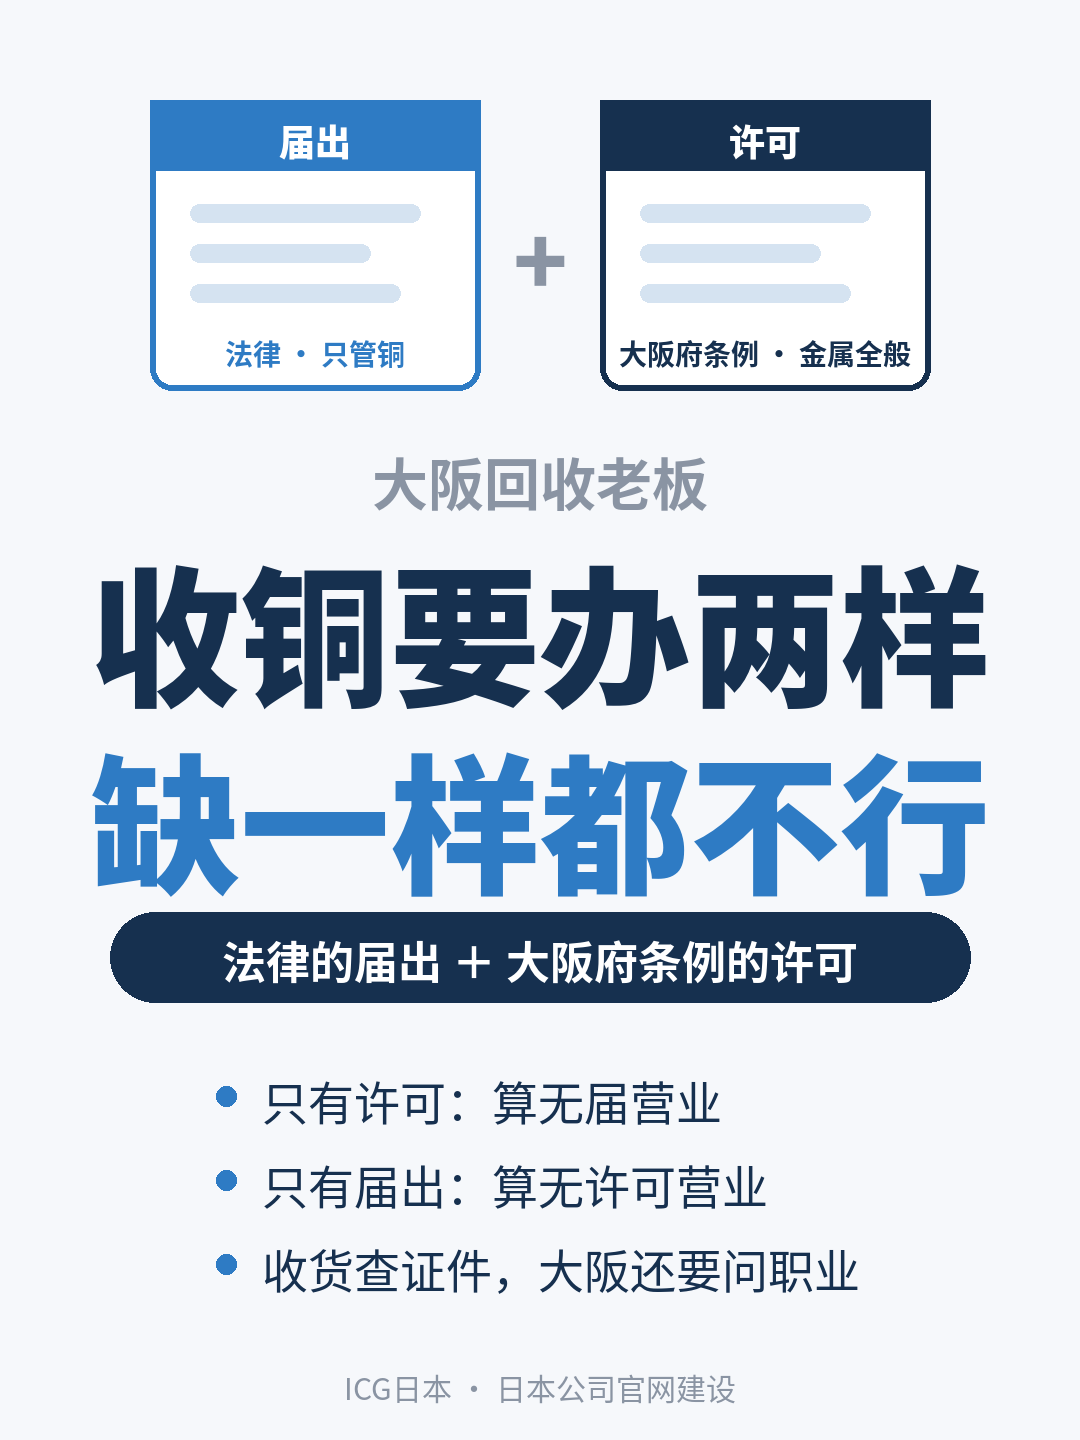 届出
许可
+
法律 · 只管铜
大阪府条例 · 金属全般
大阪回收老板
收铜要办两样
缺一样都不行
法律的届出 ＋ 大阪府条例的许可
只有许可：算无届营业
只有届出：算无许可营业
收货查证件，大阪还要问职业
ICG日本 · 日本公司官网建设